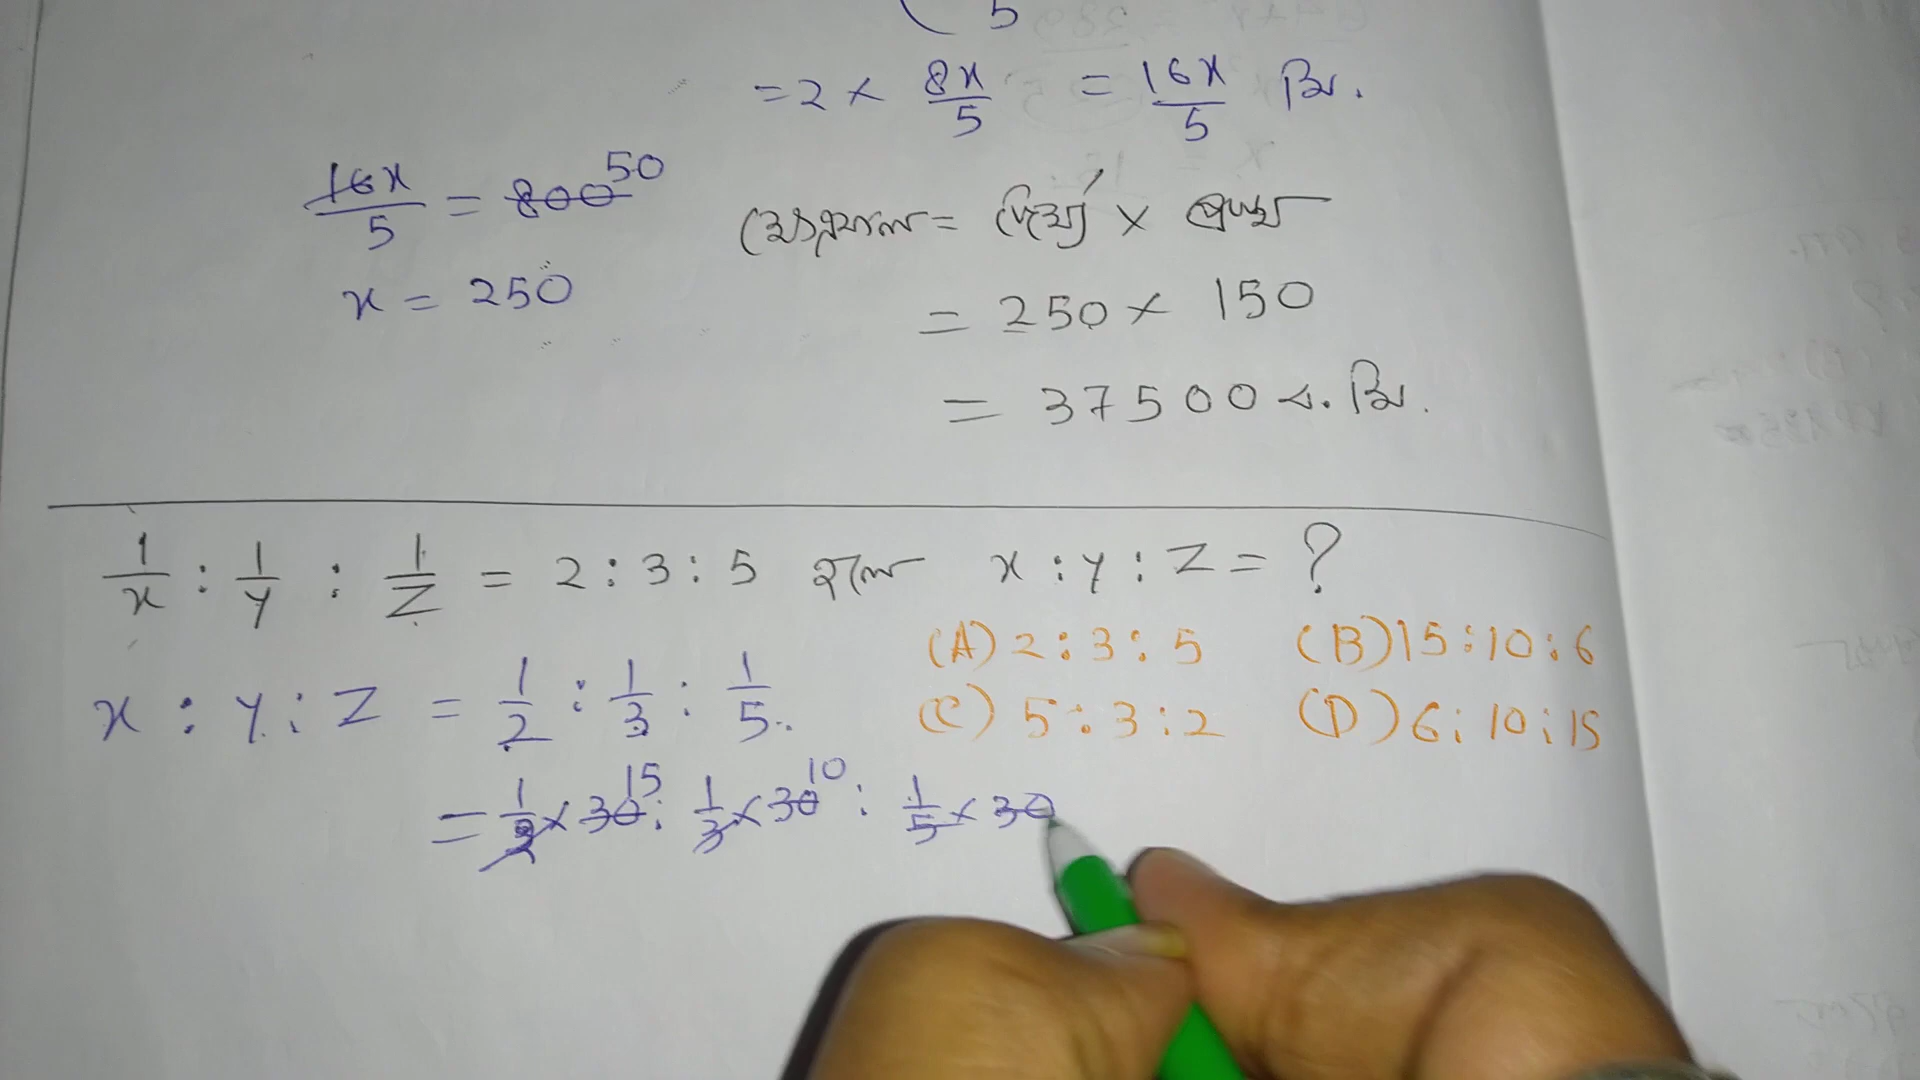 5
= 2 × 8x/5 = 16x/5 মি.
16x/5 = 800 50
x = 250
ক্ষেত্রফল = দৈর্ঘ্য × প্রস্থ
= 250 × 150
= 37500 ব. মি.
1/x : 1/y : 1/z = 2 : 3 : 5 হলে x : y : z = ?
(A) 2 : 3 : 5 (B) 15 : 10 : 6
(C) 5 : 3 : 2 (D) 6 : 10 : 15
x : y : z = 1/2 : 1/3 : 1/5
= 1/2 × 30 15 : 1/3 × 30 10 : 1/5 × 30